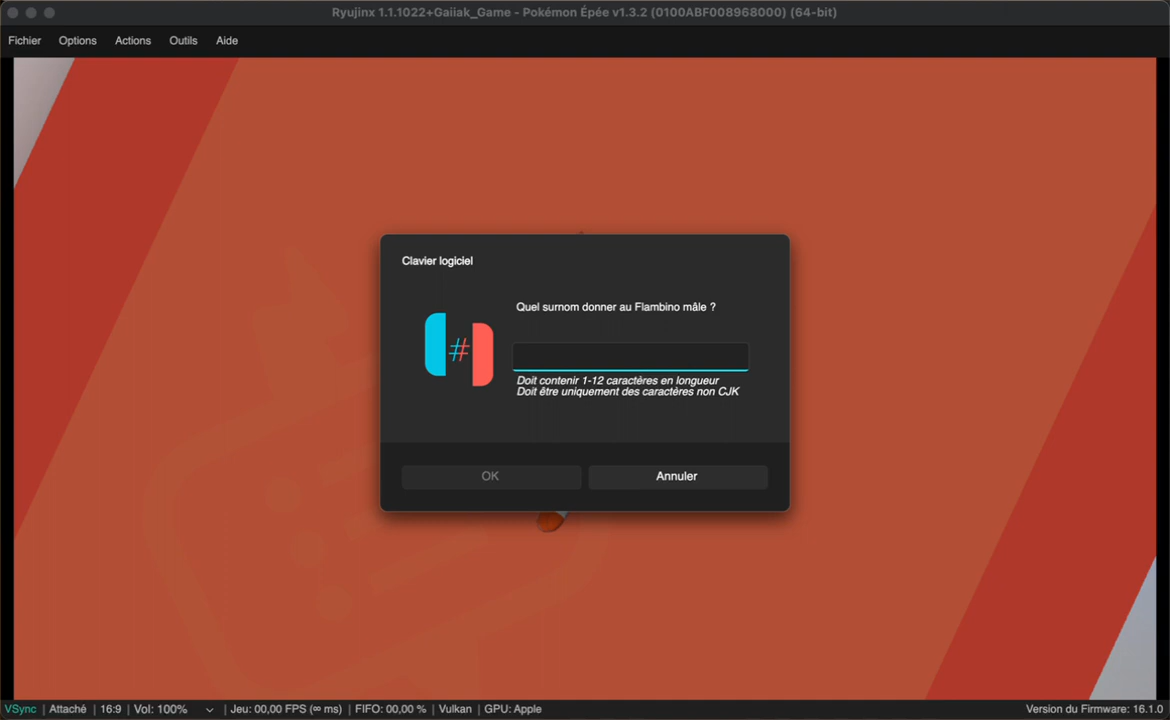 Ryujinx 1.1.1022+Gaiiak_Game - Pokémon Épée v1.3.2 (0100ABF008968000) (64-bit)
Fichier Options Actions Outils Aide
Clavier logiciel
Quel surnom donner au Flambino mâle ?
#
Doit contenir 1-12 caractères en longueur
Doit être uniquement des caractères non CJK
OK Annuler
VSync | Attaché | 16:9 | Vol: 100% | Jeu: 00,00 FPS (∞ ms) | FIFO: 00,00 % | Vulkan | GPU: Apple Version du Firmware: 16.1.0